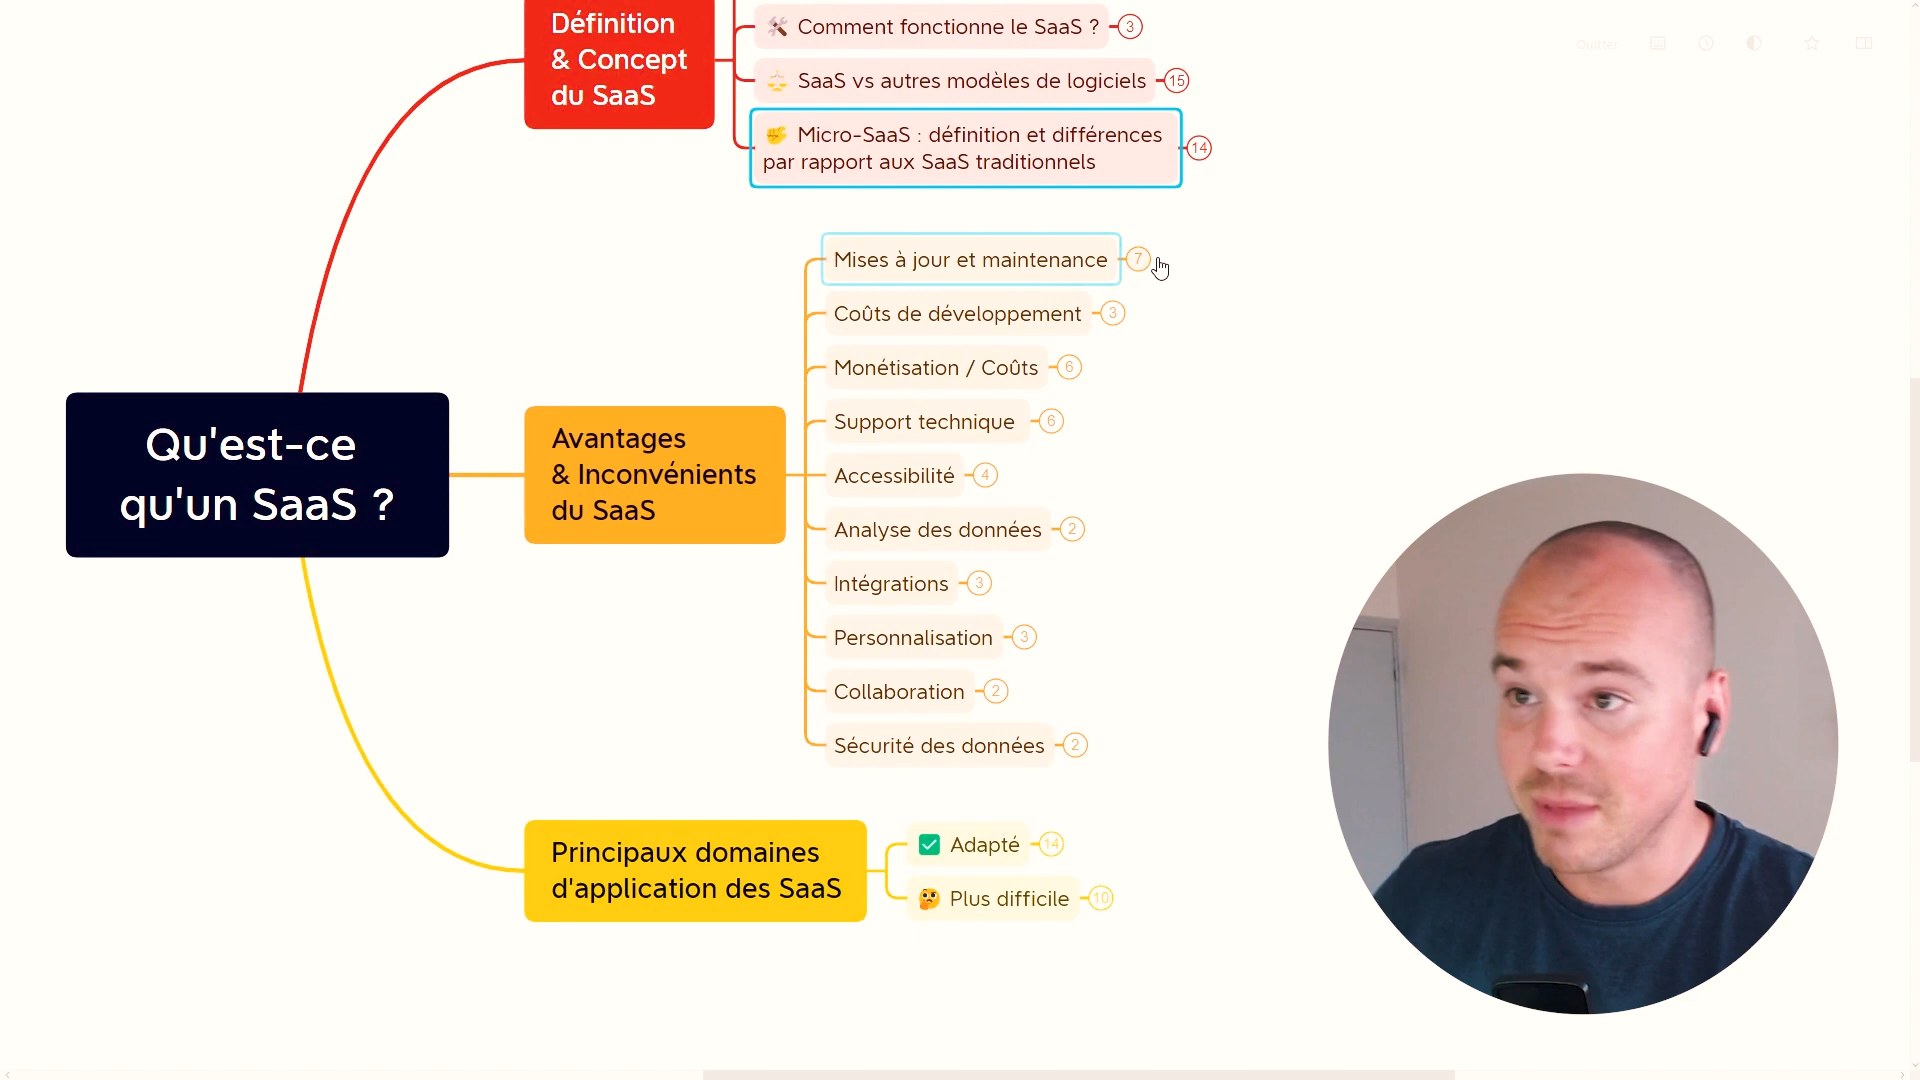 Définition
& Concept
du SaaS
Comment fonctionne le SaaS ? 3
SaaS vs autres modèles de logiciels 15
Micro-SaaS : définition et différences
par rapport aux SaaS traditionnels 14
Quitter
Qu'est-ce
qu'un SaaS ?
Avantages
& Inconvénients
du SaaS
Mises à jour et maintenance 7
Coûts de développement 3
Monétisation / Coûts 6
Support technique 6
Accessibilité 4
Analyse des données 2
Intégrations 3
Personnalisation 3
Collaboration 2
Sécurité des données 2
Principaux domaines
d'application des SaaS
Adapté 14
Plus difficile 10